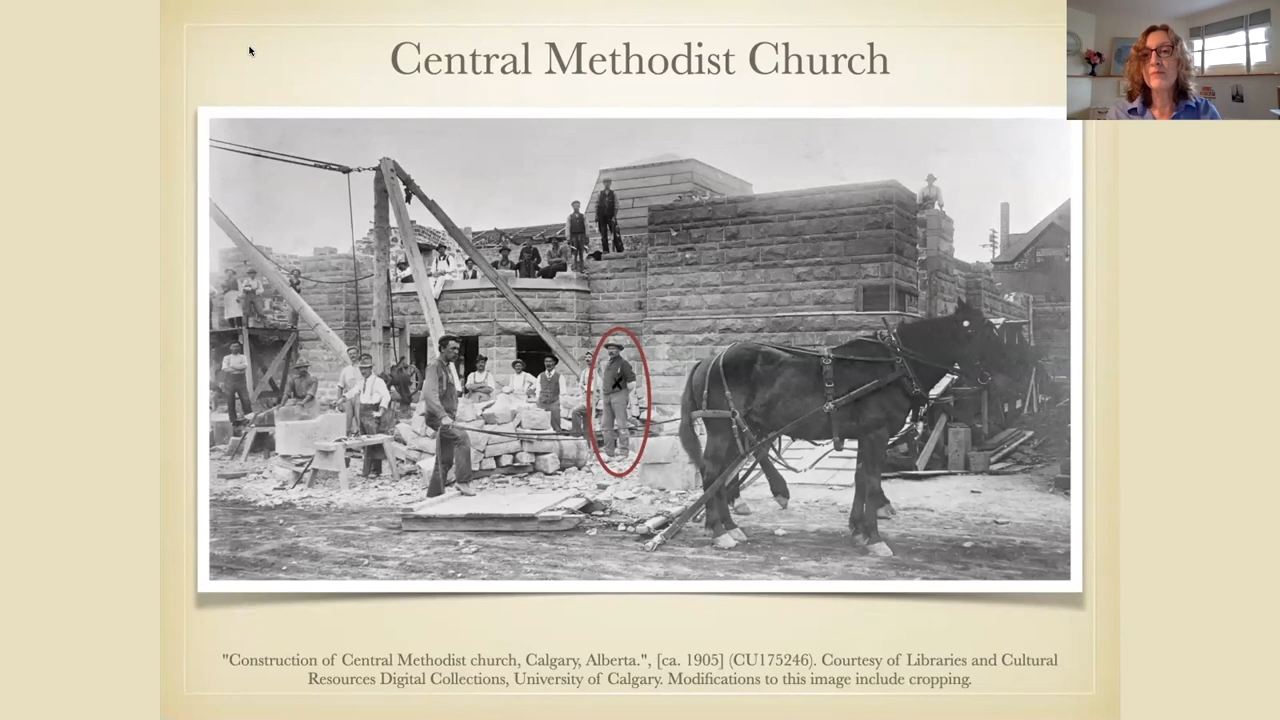 Central Methodist Church
"Construction of Central Methodist church, Calgary, Alberta.", [ca. 1905] (CU175246). Courtesy of Libraries and Cultural
Resources Digital Collections, University of Calgary. Modifications to this image include cropping.